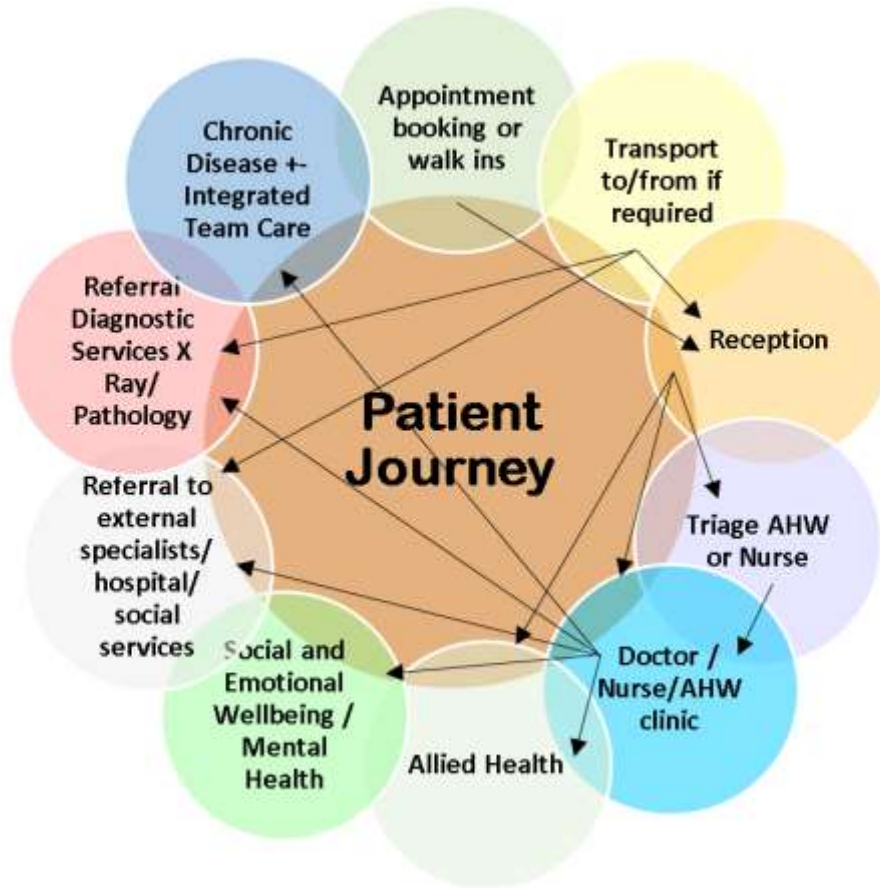 Appointment
booking or
walk ins
Transport
to/from if
required
Reception
Triage AHW
or Nurse
Doctor /
Nurse/AHW
clinic
Allied Health
Social and
Emotional
Wellbeing /
Mental
Health
Referral to
external
specialists/
hospital/
social
services
Referral
Diagnostic
Services X
Ray/
Pathology
Chronic
Disease +-
Integrated
Team Care
Patient
Journey